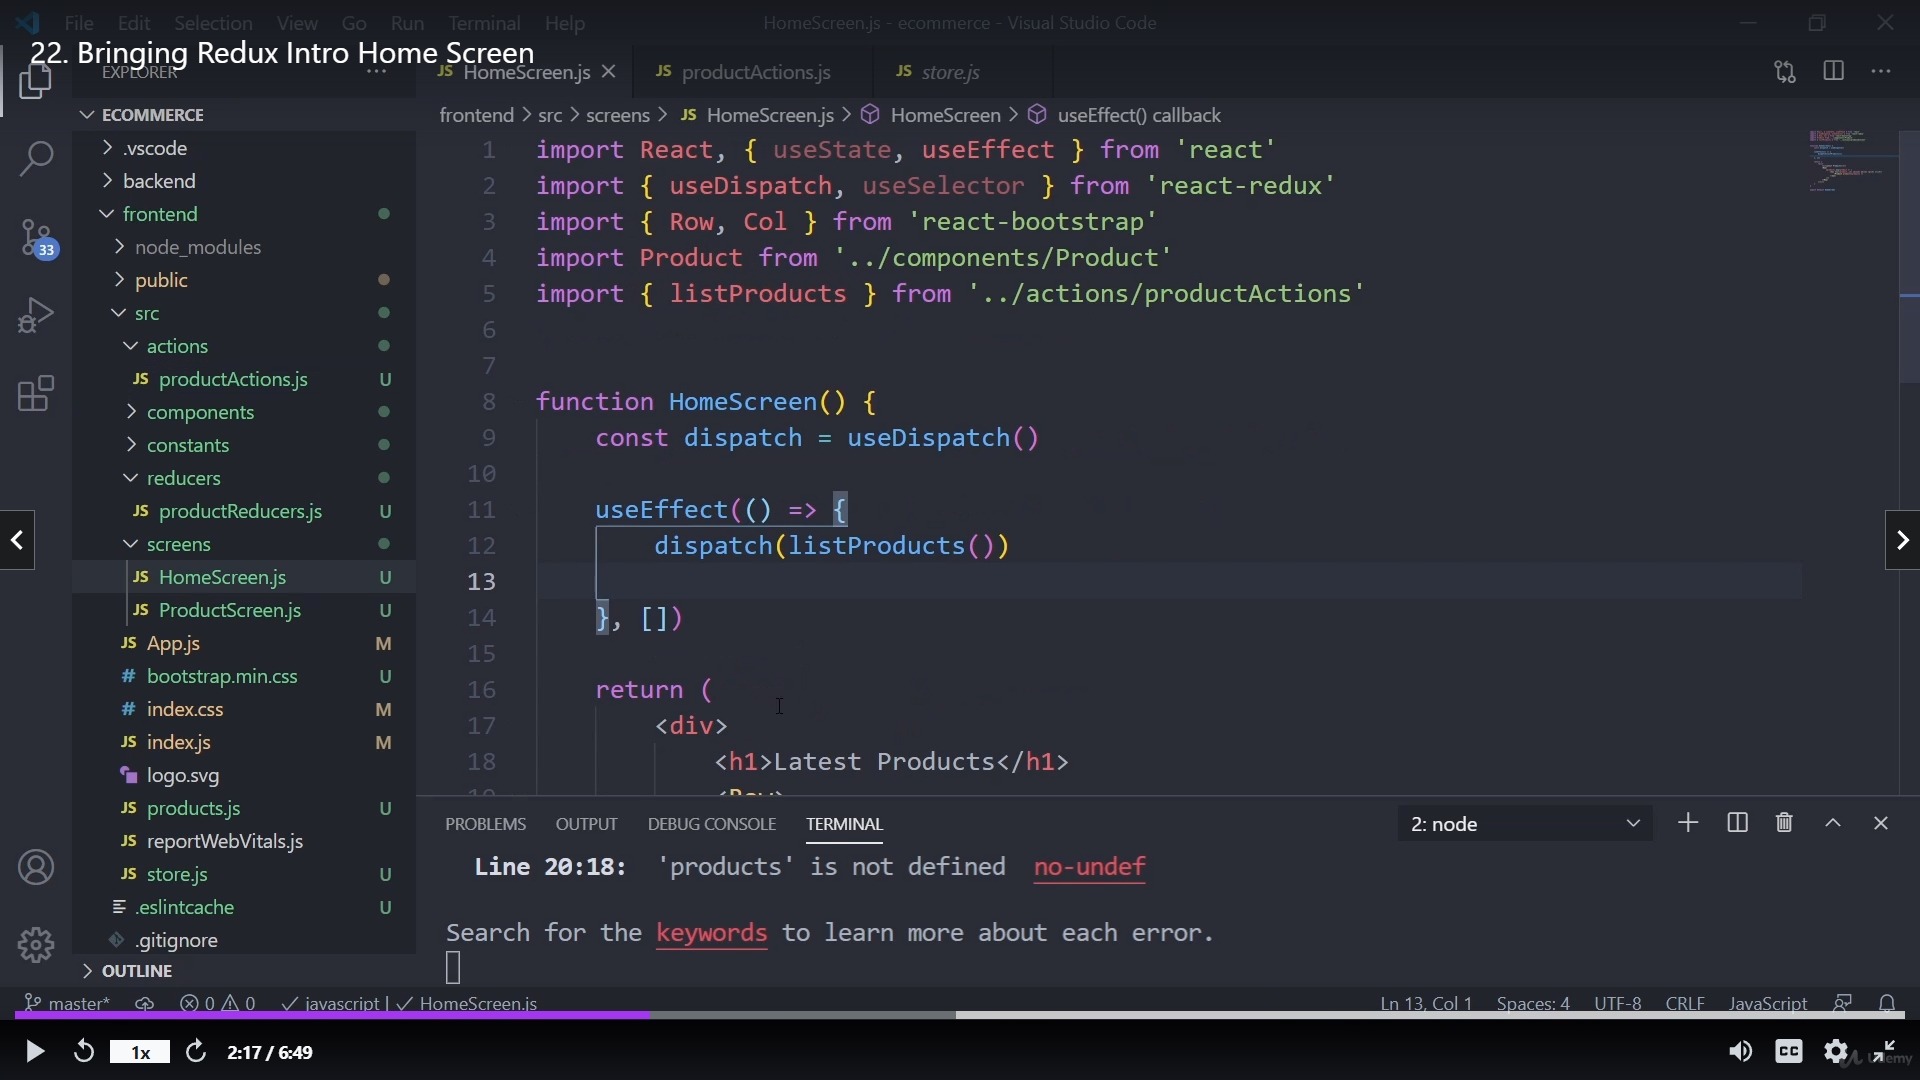 File Edit Selection View Go Run Terminal Help
HomeScreen.js - ecommerce - Visual Studio Code
22. Bringing Redux Intro Home Screen
EXPLORER
JS HomeScreen.js
JS productActions.js
JS store.js
frontend > src > screens > JS HomeScreen.js > HomeScreen > useEffect() callback
33
ECOMMERCE
.vscode
backend
frontend
node_modules
public
src
actions
JS productActions.js U
components
constants
reducers
JS productReducers.js U
screens
JS HomeScreen.js U
JS ProductScreen.js U
JS App.js M
# bootstrap.min.css U
# index.css M
JS index.js M
logo.svg
JS products.js U
JS reportWebVitals.js
JS store.js U
.eslintcache U
.gitignore
OUTLINE
1 import React, { useState, useEffect } from 'react'
2 import { useDispatch, useSelector } from 'react-redux'
3 import { Row, Col } from 'react-bootstrap'
4 import Product from '../components/Product'
5 import { listProducts } from '../actions/productActions'
6
7
8 function HomeScreen() {
9 const dispatch = useDispatch()
10
11 useEffect(() => {
12 dispatch(listProducts())
13
14 }, [])
15
16 return (
17 <div>
18 <h1>Latest Products</h1>
19 <Row>
PROBLEMS OUTPUT DEBUG CONSOLE TERMINAL
2: node
Line 20:18: 'products' is not defined no-undef
Search for the keywords to learn more about each error.
master* 0 0 javascript | HomeScreen.js
Ln 13, Col 1 Spaces: 4 UTF-8 CRLF JavaScript
1x 2:17 / 6:49
CC
Udemy